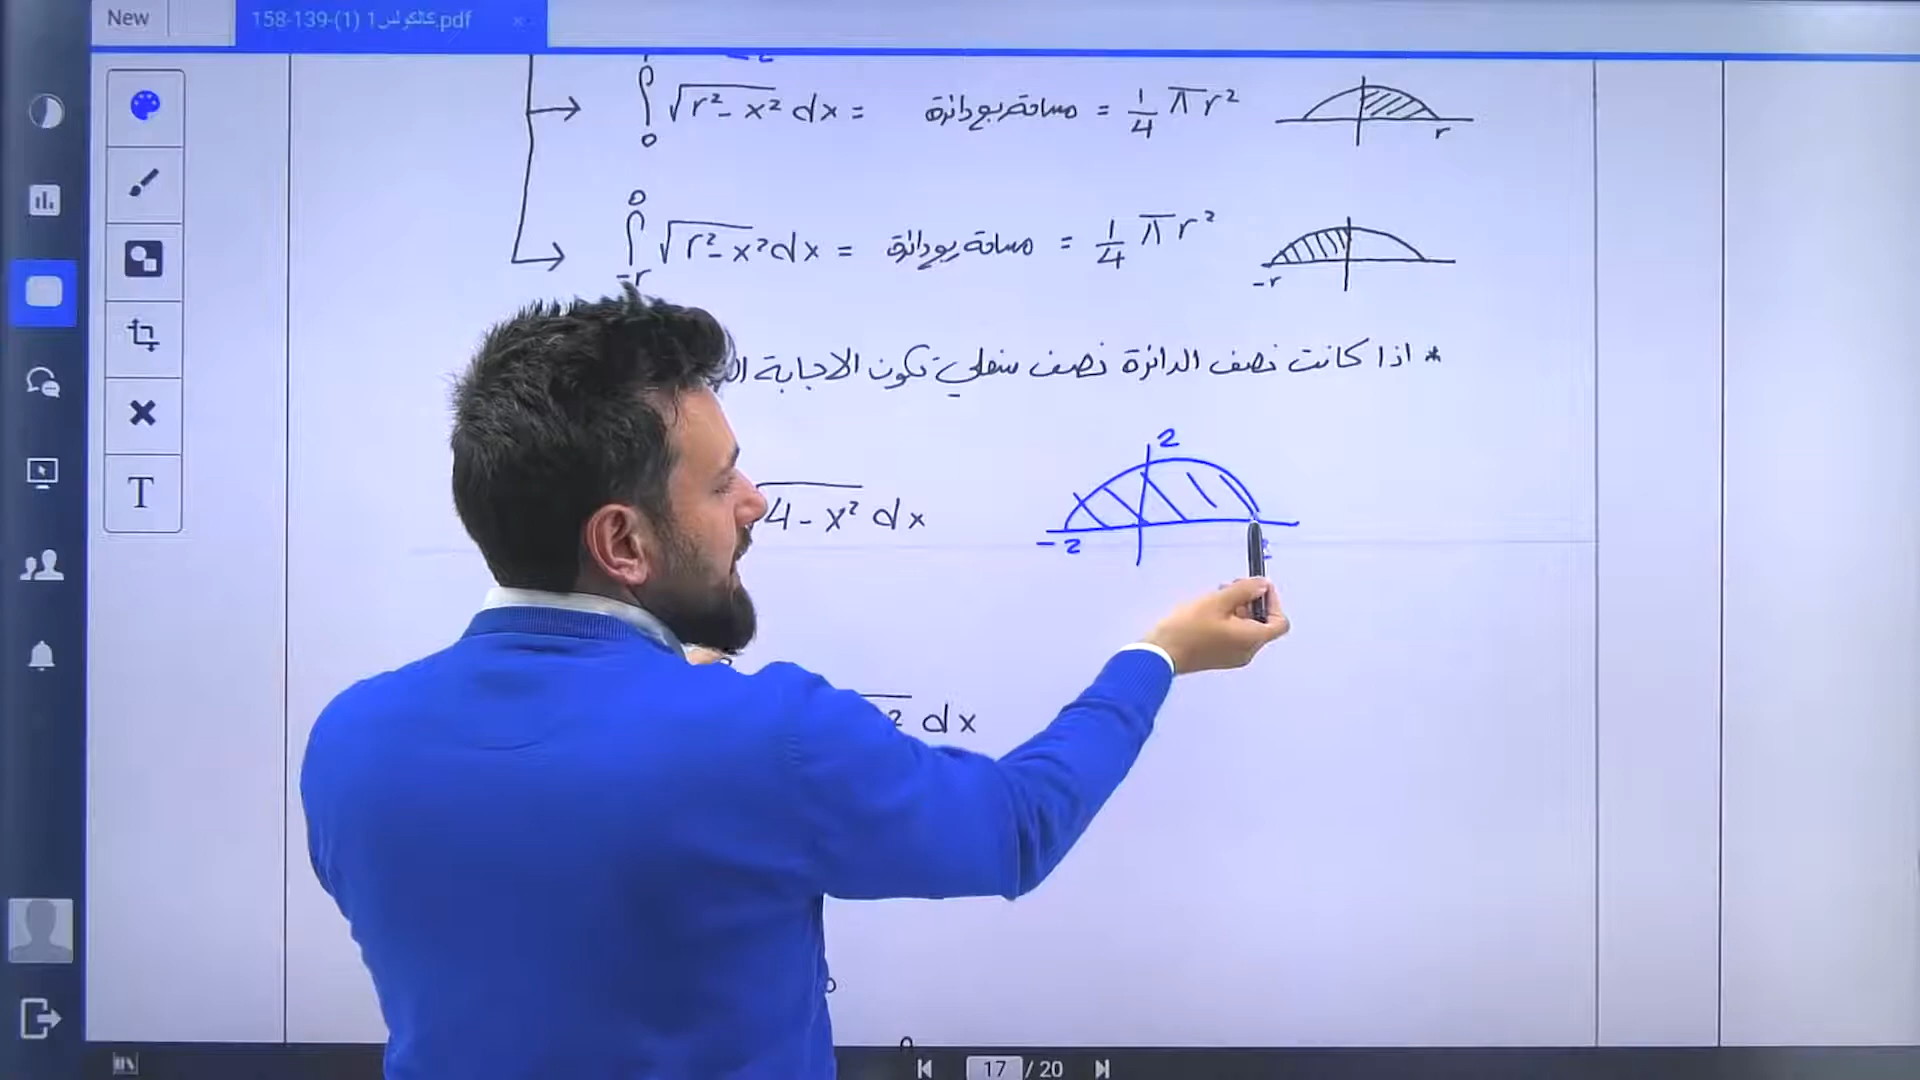 New
158-139-(1) 1كالكولس.pdf
∫₀ʳ √(r² - x²) dx = مساحة ربع دائرة = 1/4 π r²
r
∫₋ᵣ⁰ √(r² - x²) dx = مساحة ربع دائرة = 1/4 π r²
-r
* اذا كانت نصف الدائرة نصف سفلي تكون الاجابة
√(4 - x²) dx
2
-2
2
² dx
T
17 / 20